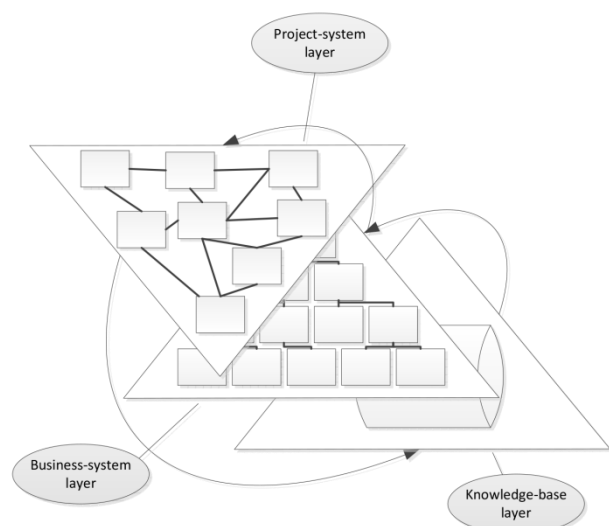 Project-system
layer
Business-system
layer
Knowledge-base
layer